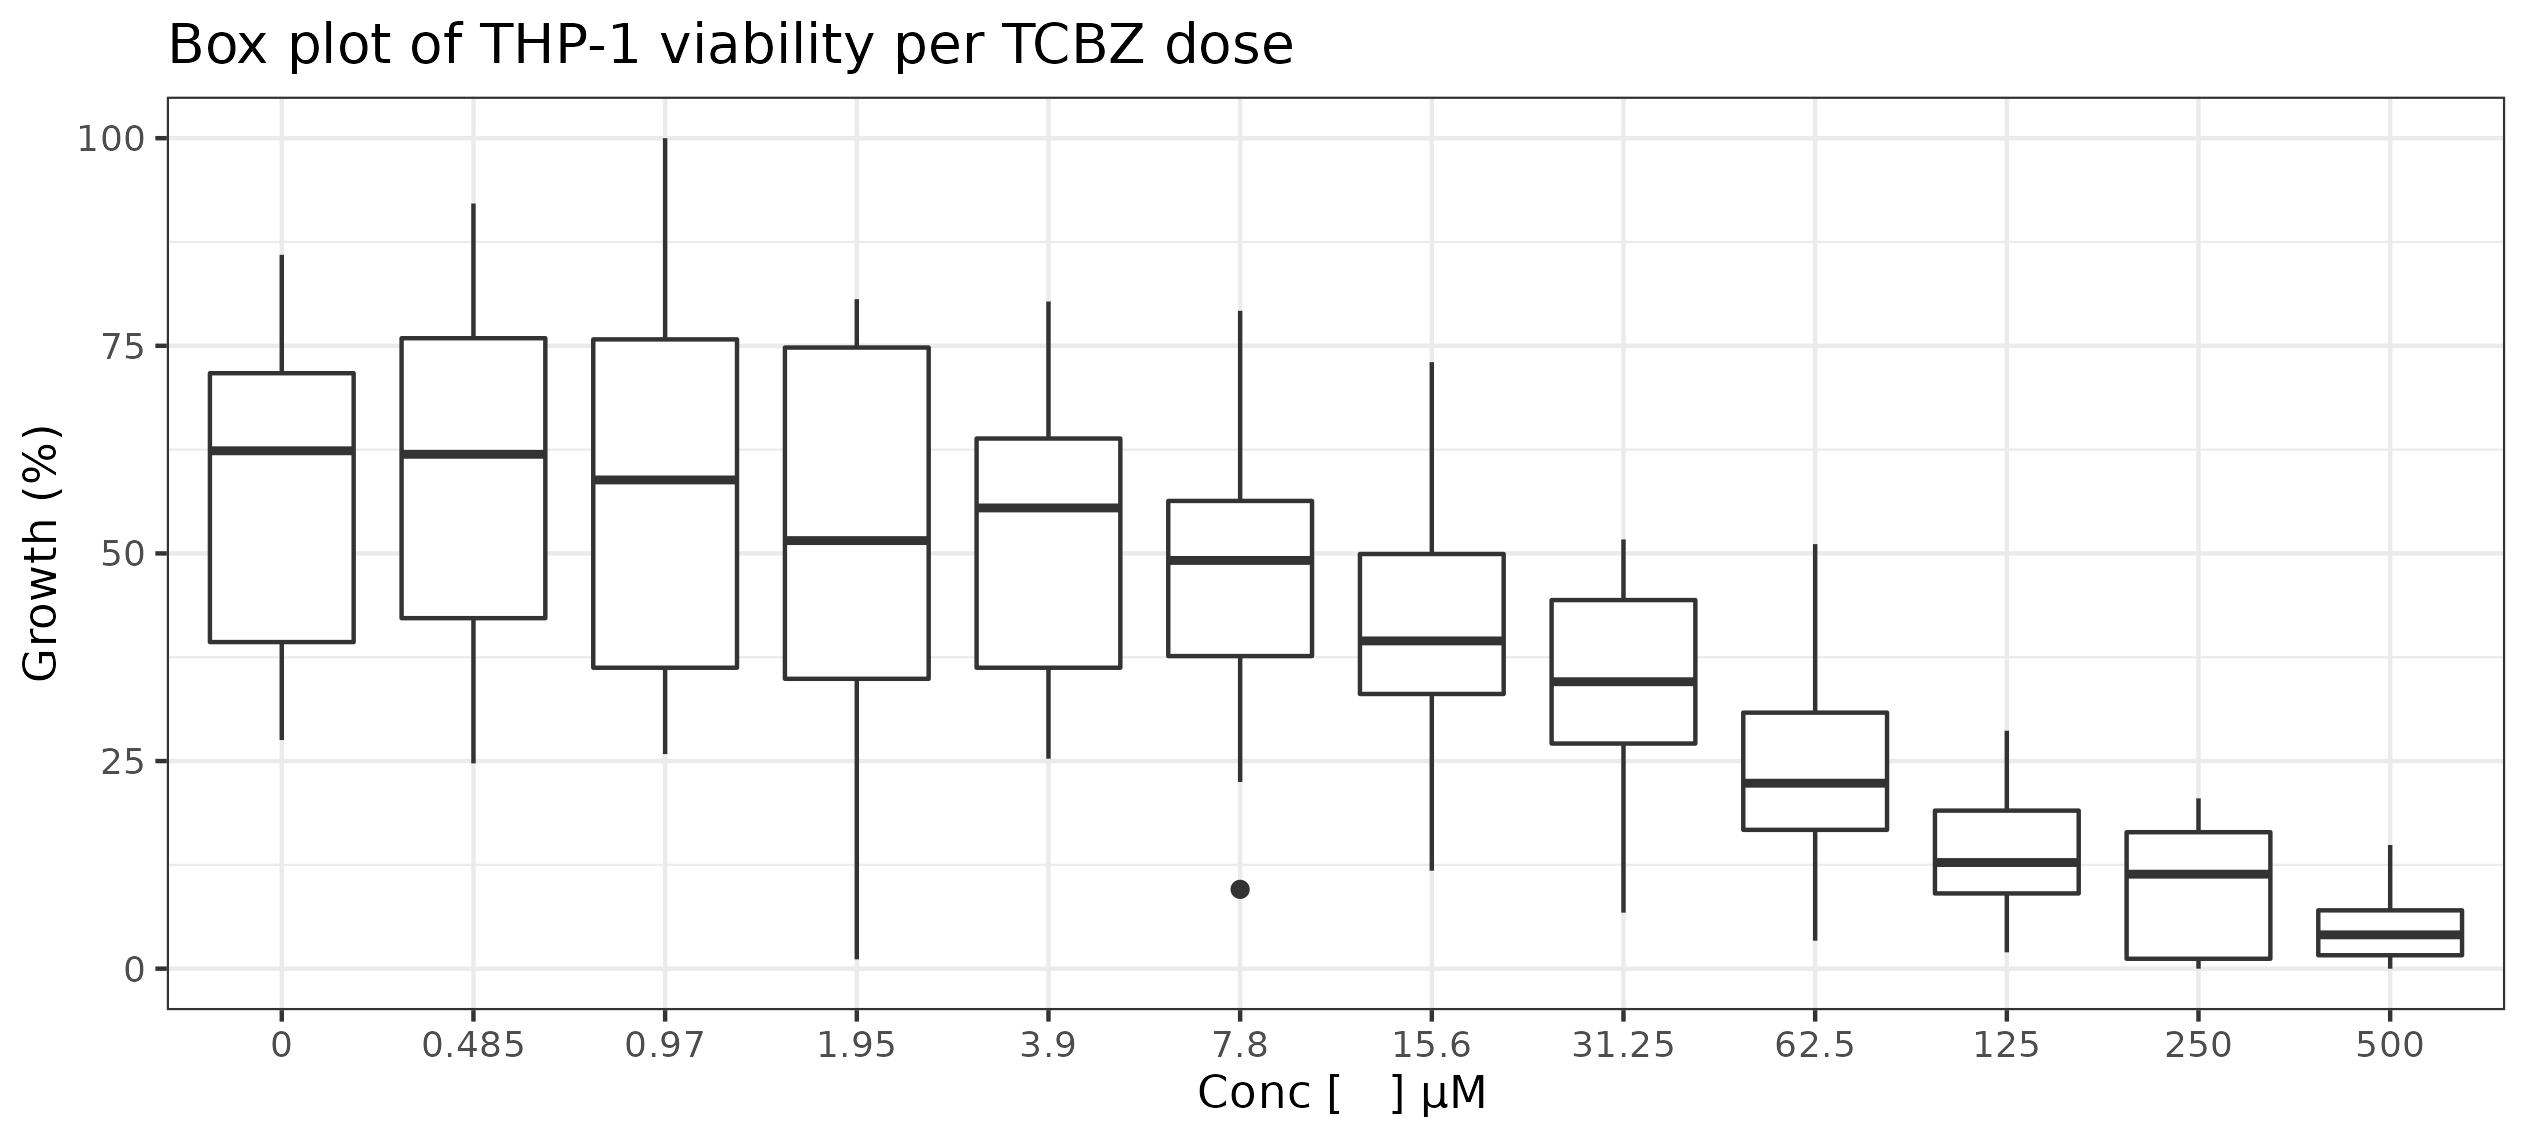 Box plot of THP-1 viability per TCBZ dose
Growth (%)
100
75
50
25
0
0 0.485 0.97 1.95 3.9 7.8 15.6 31.25 62.5 125 250 500
Conc [ ] µM